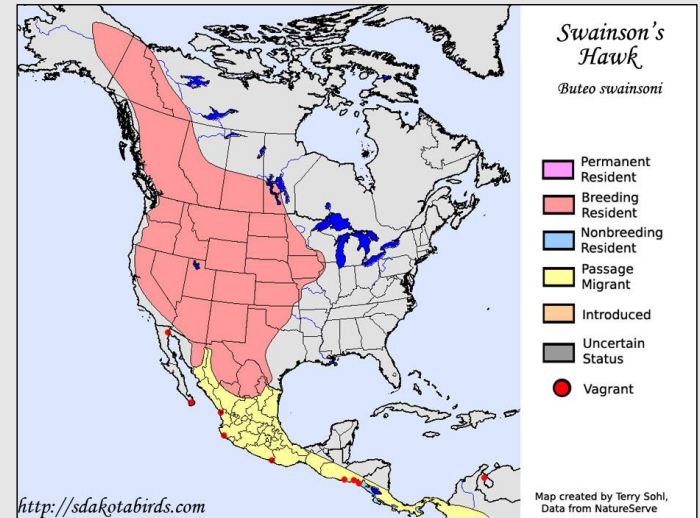 Swainson's
Hawk
Buteo swainsoni
Permanent
Resident
Breeding
Resident
Nonbreeding
Resident
Passage
Migrant
Introduced
Uncertain
Status
Vagrant
Map created by Terry Sohl,
Data from NatureServe
http://sdakotabirds.com